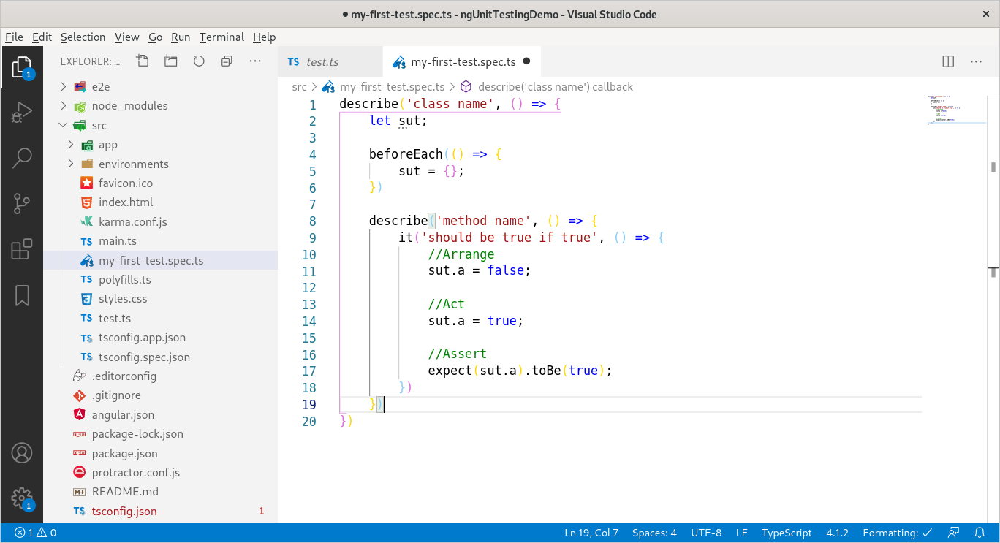 ● my-first-test.spec.ts - ngUnitTestingDemo - Visual Studio Code
File Edit Selection View Go Run Terminal Help
EXPLORER: ...
e2e
node_modules
src
app
environments
favicon.ico
index.html
karma.conf.js
TS main.ts
my-first-test.spec.ts
TS polyfills.ts
styles.css
TS test.ts
TS tsconfig.app.json
TS tsconfig.spec.json
.editorconfig
.gitignore
angular.json
package-lock.json
package.json
protractor.conf.js
README.md
TS tsconfig.json 1
1
1
TS test.ts my-first-test.spec.ts ●
src > my-first-test.spec.ts > describe('class name') callback
1 describe('class name', () => {
2     let sut;
3
4     beforeEach(() => {
5         sut = {};
6     })
7
8     describe('method name', () => {
9         it('should be true if true', () => {
10             //Arrange
11             sut.a = false;
12
13             //Act
14             sut.a = true;
15
16             //Assert
17             expect(sut.a).toBe(true);
18         })
19     })
20 })
1 0 Ln 19, Col 7 Spaces: 4 UTF-8 LF TypeScript 4.1.2 Formatting: ✓